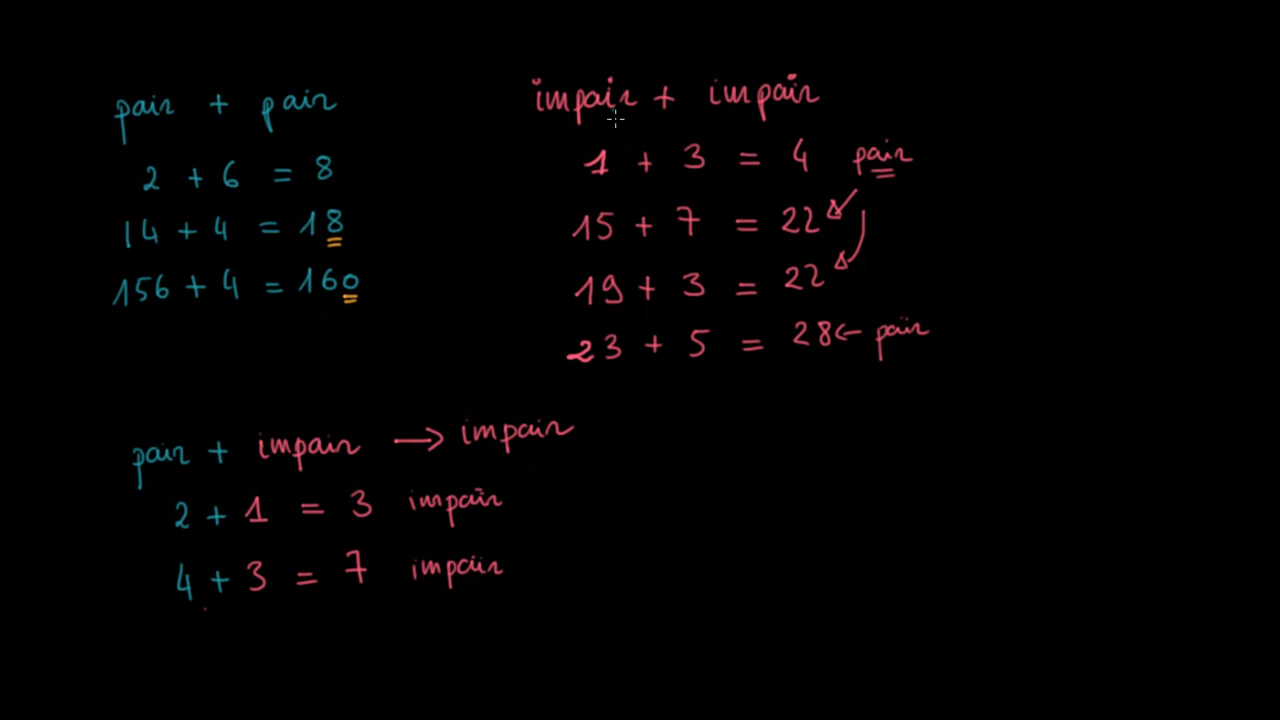 pair + pair
2 + 6 = 8
14 + 4 = 18
156 + 4 = 160
impair + impair
1 + 3 = 4 pair
15 + 7 = 22
19 + 3 = 22
23 + 5 = 28 ← pair
pair + impair → impair
2 + 1 = 3 impair
4 + 3 = 7 impair